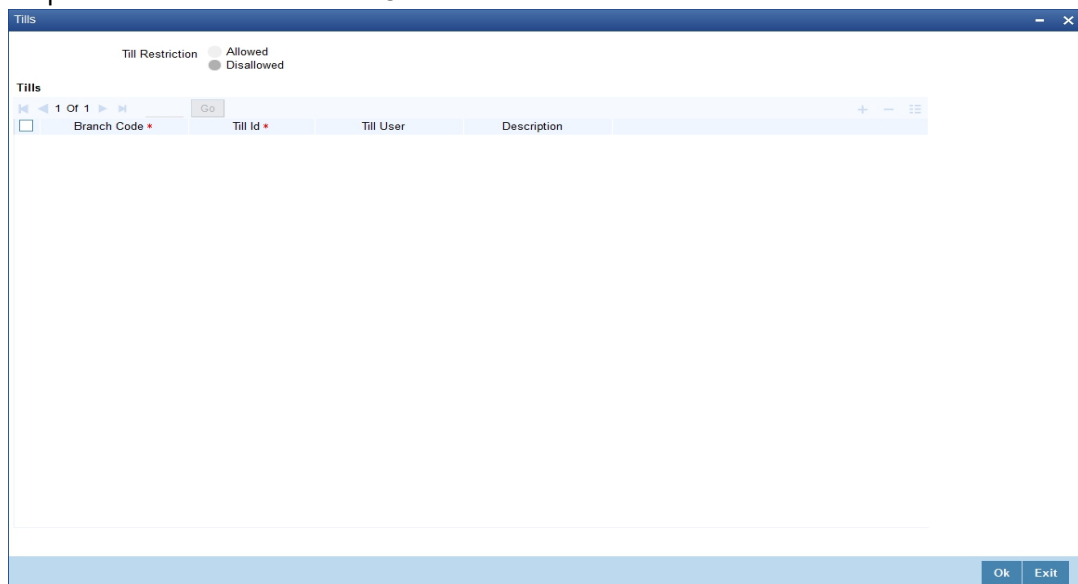 Tills
Till Restriction Allowed
Disallowed
Tills
1 Of 1 Go
Branch Code * Till Id * Till User Description
Ok Exit